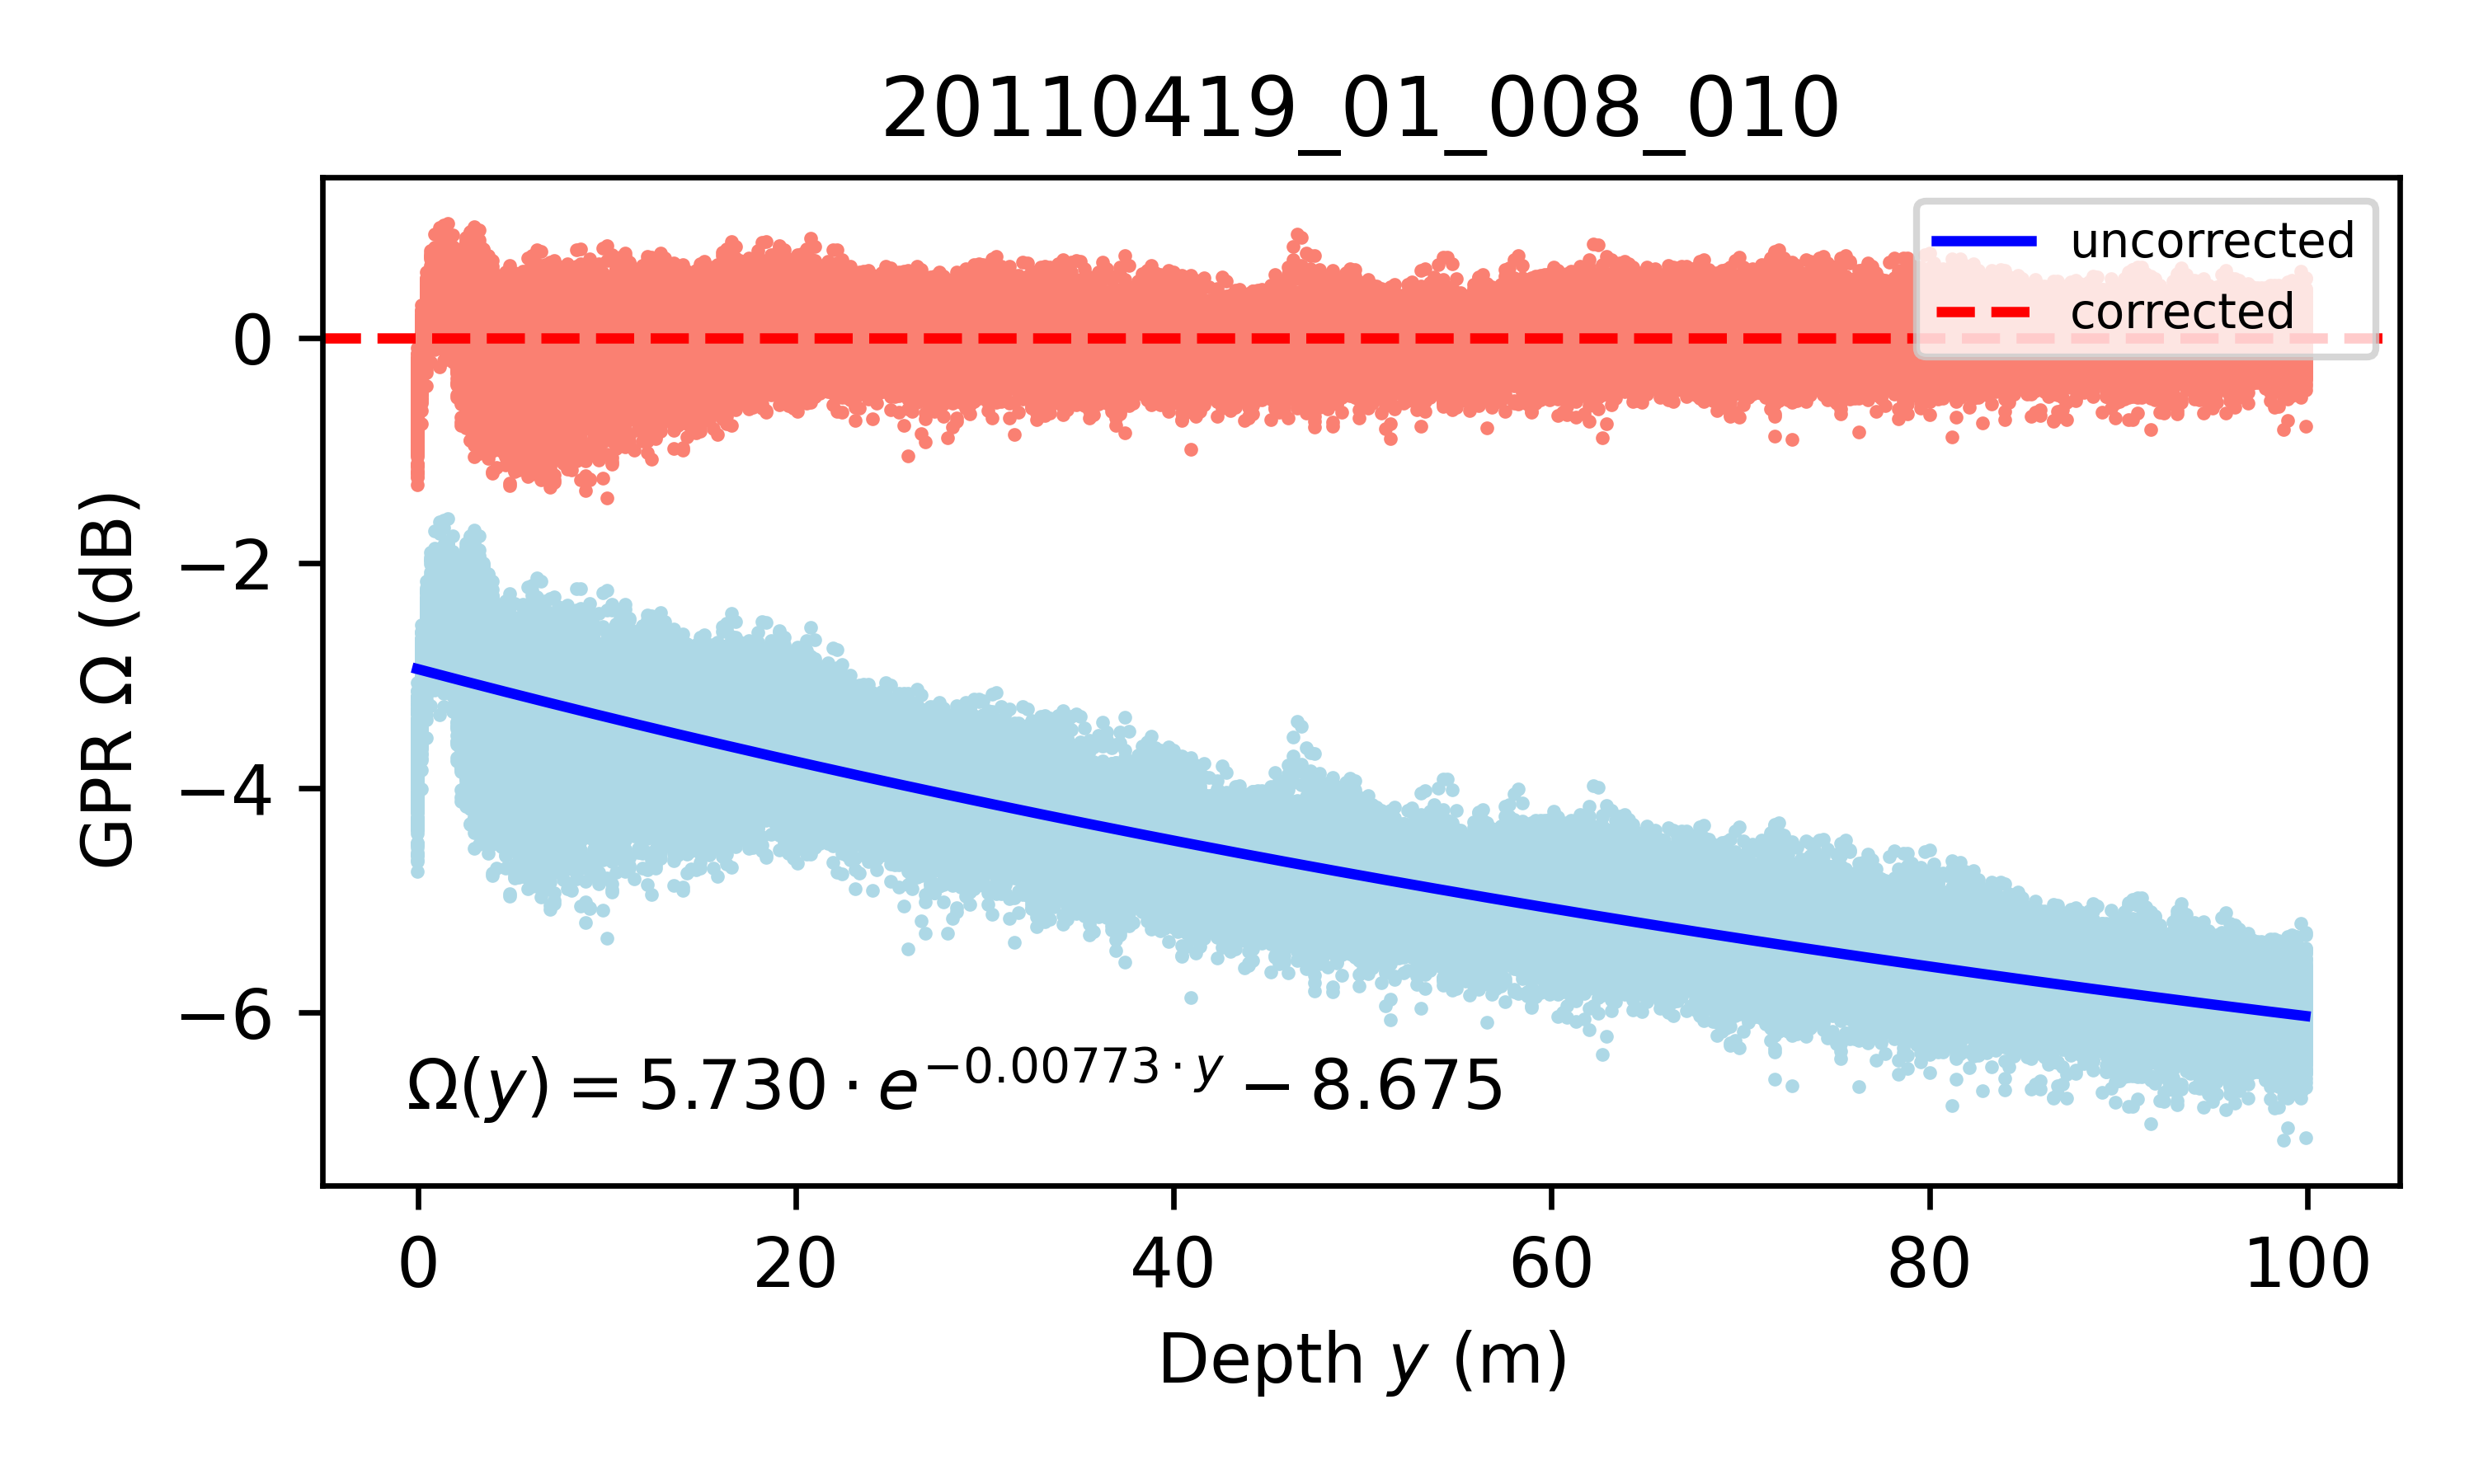 20110419_01_008_010
uncorrected
corrected
GPR Ω (dB)
0
−2
−4
−6
Ω(y) = 5.730 · e^{−0.00773 · y} − 8.675
0 20 40 60 80 100
Depth y (m)